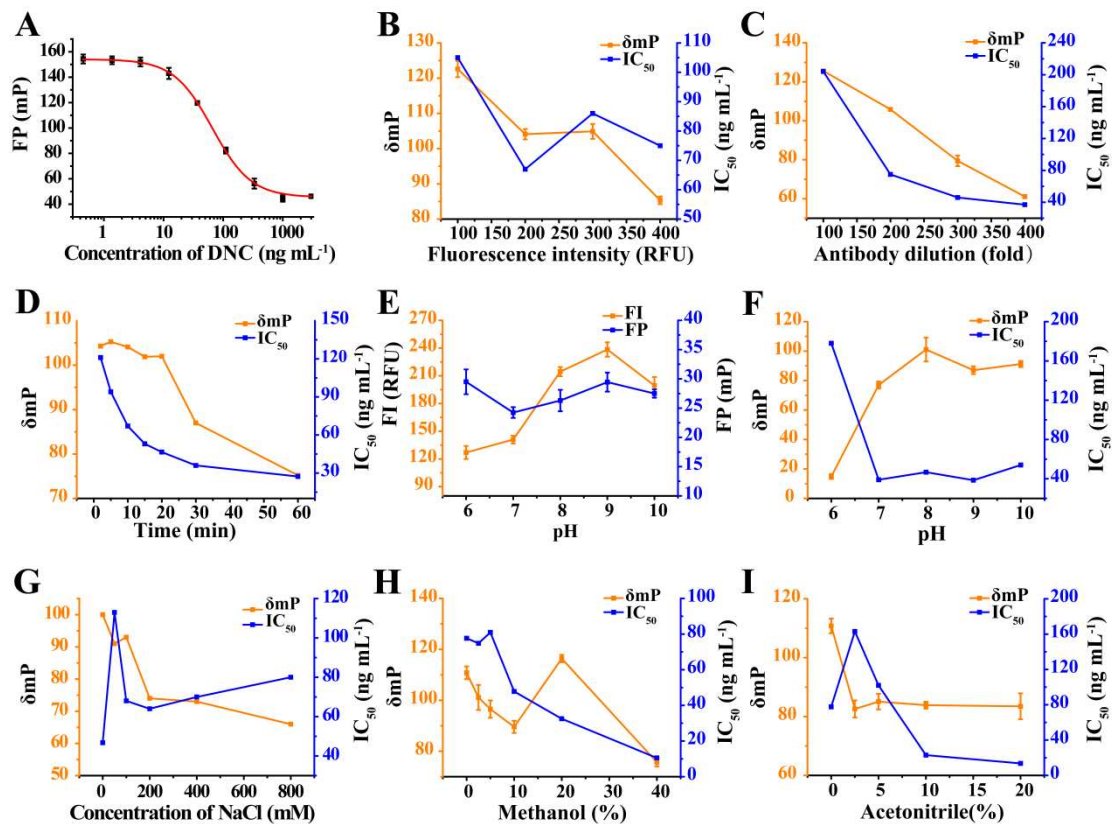 A
FP (mP)
160
140
120
100
80
60
40
1
10
100
1000
Concentration of DNC (ng mL⁻¹)
B
δmP
IC₅₀
δmP
130
120
110
100
90
80
IC₅₀ (ng mL⁻¹)
110
100
90
80
70
60
50
100 150 200 250 300 350 400
Fluorescence intensity (RFU)
C
δmP
IC₅₀
δmP
140
120
100
80
60
IC₅₀ (ng mL⁻¹)
240
200
160
120
80
40
0
100 150 200 250 300 350 400
Antibody dilution (fold)
D
δmP
IC₅₀
δmP
110
100
90
80
70
IC₅₀ (ng mL⁻¹)
150
120
90
60
30
0 10 20 30 40 50 60
Time (min)
E
FI
FP
FI (RFU)
270
240
210
180
150
120
90
FP (mP)
40
35
30
25
20
15
10
6 7 8 9 10
pH
F
δmP
IC₅₀
δmP
120
100
80
60
40
20
0
IC₅₀ (ng mL⁻¹)
200
160
120
80
40
6 7 8 9 10
pH
G
δmP
IC₅₀
δmP
100
90
80
70
60
50
IC₅₀ (ng mL⁻¹)
120
100
80
60
40
0 200 400 600 800
Concentration of NaCl (mM)
H
δmP
IC₅₀
δmP
140
120
100
80
IC₅₀ (ng mL⁻¹)
100
80
60
40
20
0
0 10 20 30 40
Methanol (%)
I
δmP
IC₅₀
δmP
120
100
80
60
IC₅₀ (ng mL⁻¹)
200
175
150
125
100
75
50
25
0
0 5 10 15 20
Acetonitrile(%)